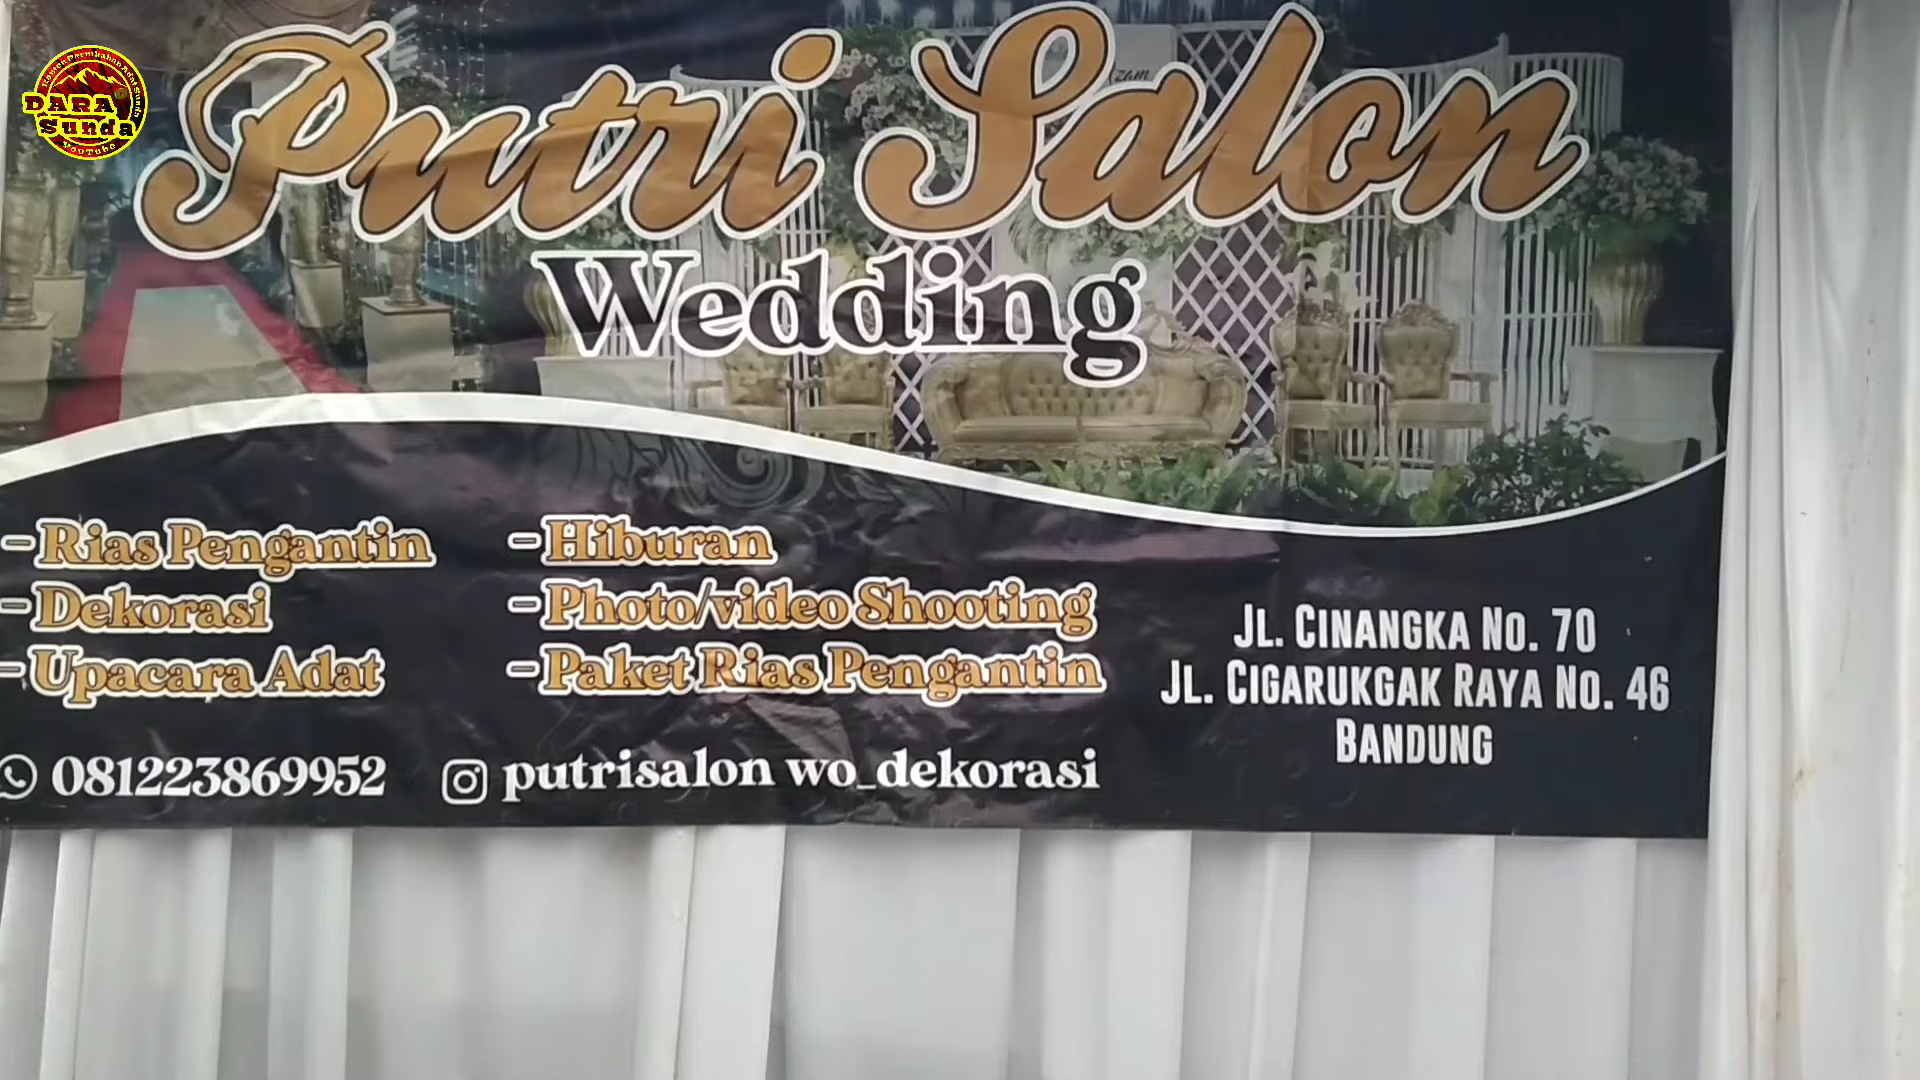 DARA
Sunda
YouTube
Putri Salon
Wedding
- Rias Pengantin
- Dekorasi
- Upacara Adat
- Hiburan
- Photo/video Shooting
- Paket Rias Pengantin
JL. CINANGKA NO. 70
JL. CIGARUKGAK RAYA NO. 46
BANDUNG
081223869952
putrisalon wo_dekorasi